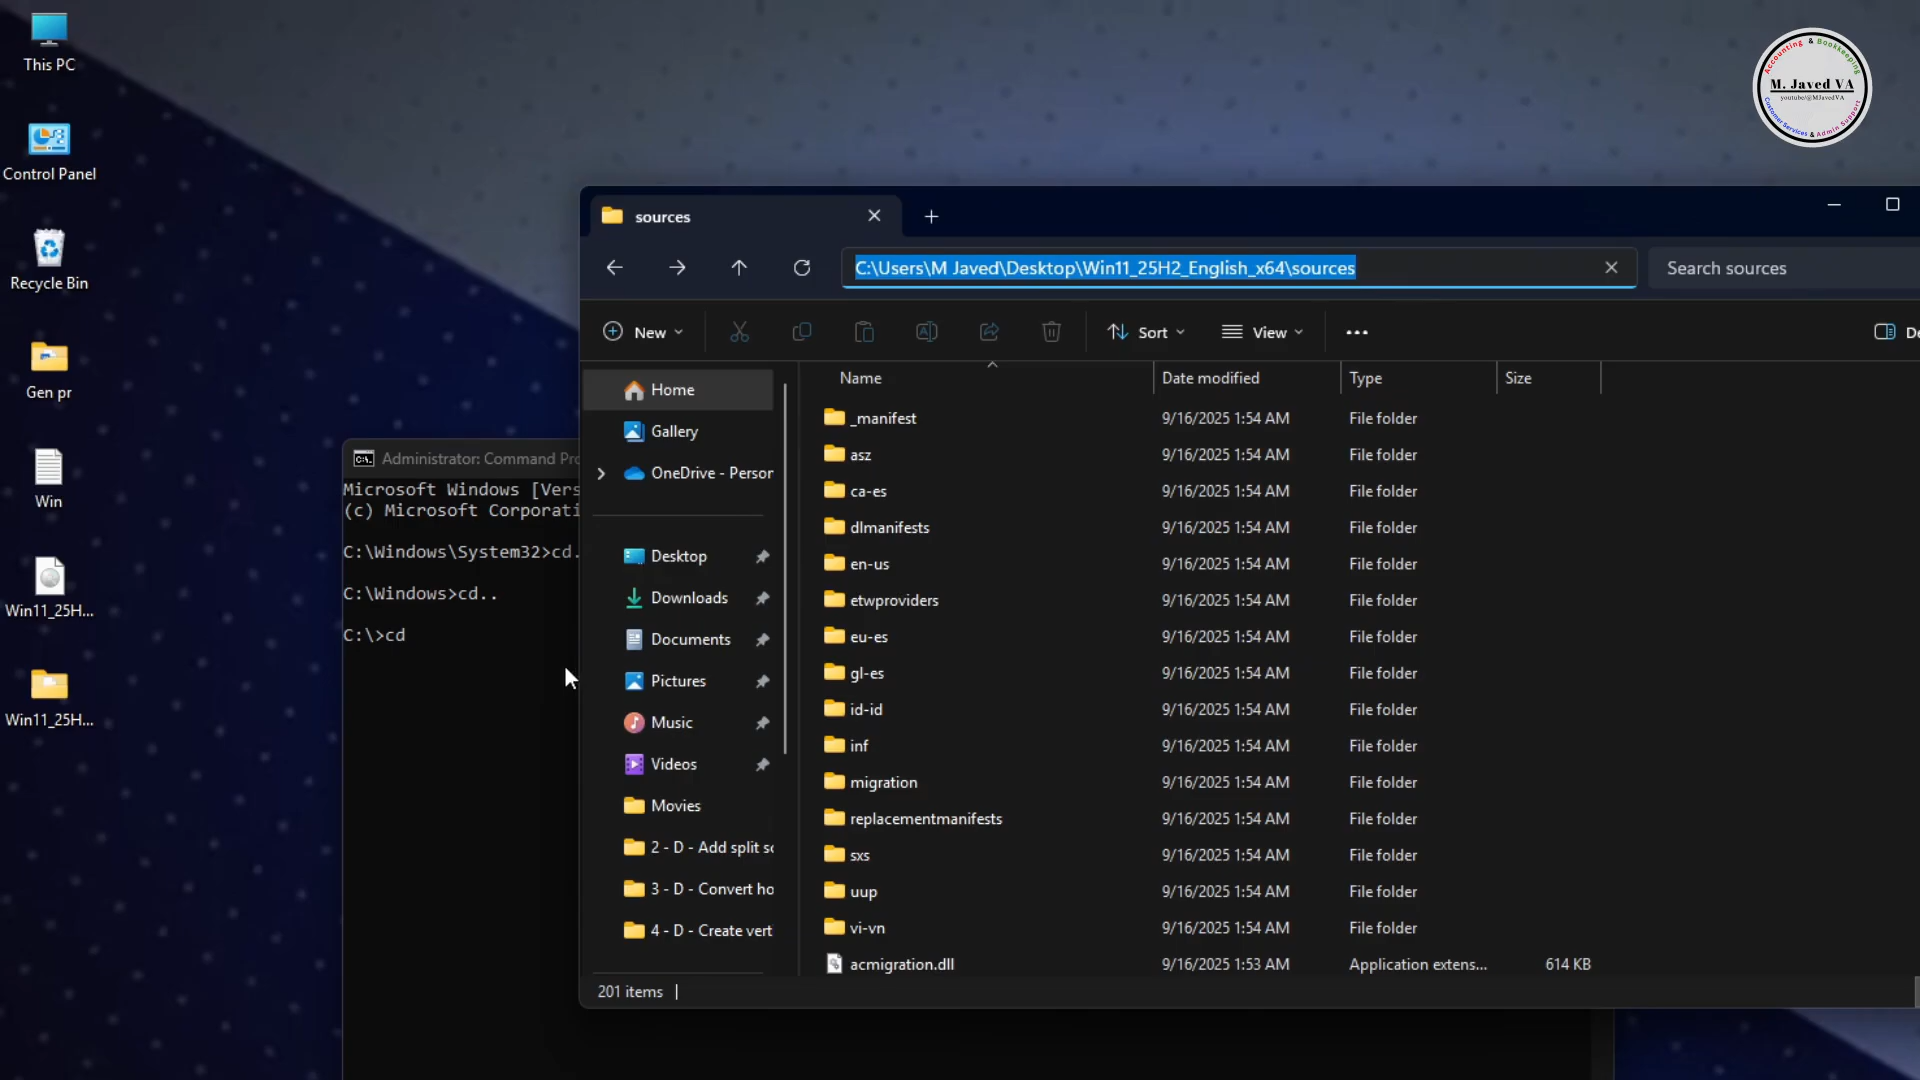 This PC
Control Panel
Recycle Bin
Gen pr
Win
Win11_25H...
Win11_25H...
Accounting & Bookkeeping
M. Javed VA
youtube/@MJavedVA
Customer Services & Admin Support
sources
C:\Users\M Javed\Desktop\Win11_25H2_English_x64\sources
Search sources
New
Sort
View
De
Administrator: Command Pro
Microsoft Windows [Vers
(c) Microsoft Corporati
C:\Windows\System32>cd.
C:\Windows>cd..
C:\>cd
Home
Gallery
OneDrive - Person
Desktop
Downloads
Documents
Pictures
Music
Videos
Movies
2 - D - Add split sc
3 - D - Convert ho
4 - D - Create vert
Name Date modified Type Size
_manifest 9/16/2025 1:54 AM File folder
asz 9/16/2025 1:54 AM File folder
ca-es 9/16/2025 1:54 AM File folder
dlmanifests 9/16/2025 1:54 AM File folder
en-us 9/16/2025 1:54 AM File folder
etwproviders 9/16/2025 1:54 AM File folder
eu-es 9/16/2025 1:54 AM File folder
gl-es 9/16/2025 1:54 AM File folder
id-id 9/16/2025 1:54 AM File folder
inf 9/16/2025 1:54 AM File folder
migration 9/16/2025 1:54 AM File folder
replacementmanifests 9/16/2025 1:54 AM File folder
sxs 9/16/2025 1:54 AM File folder
uup 9/16/2025 1:54 AM File folder
vi-vn 9/16/2025 1:54 AM File folder
acmigration.dll 9/16/2025 1:53 AM Application extens... 614 KB
201 items